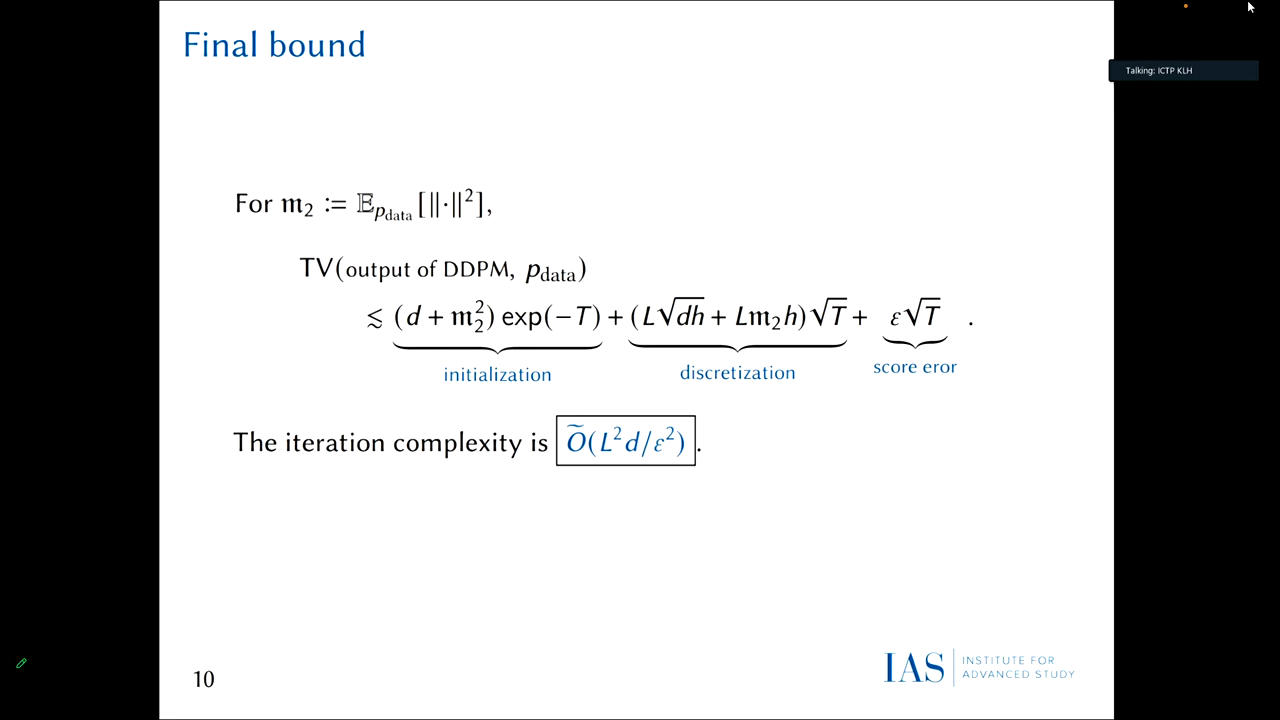 Final bound
Talking: ICTP KLH
For 𝔪₂ := 𝔼_{p_data}[‖·‖²],
TV(output of DDPM, p_data)
≲ (d + 𝔪₂²) exp(−T) + (L√(dh) + L𝔪₂h)√T + ε√T .
initialization discretization score eror
The iteration complexity is Õ(L²d/ε²).
10
IAS INSTITUTE FOR
ADVANCED STUDY